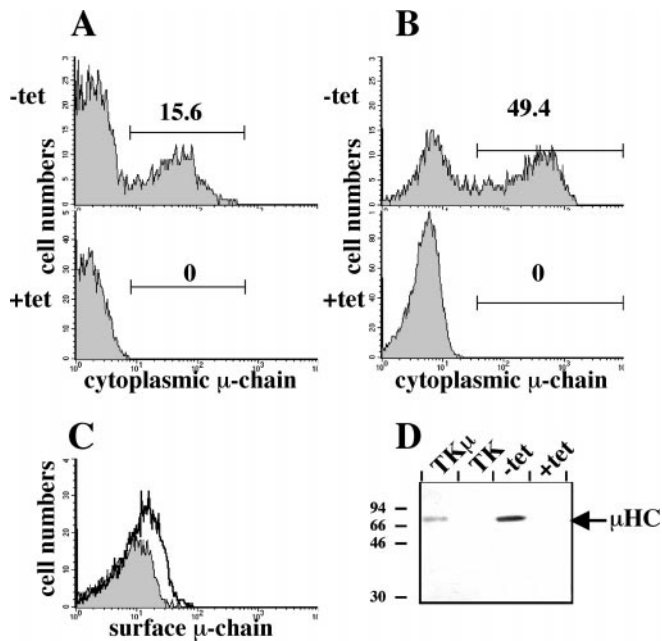 A
B
-tet
15.6
-tet
49.4
cell numbers
cell numbers
+tet
0
+tet
0
cytoplasmic μ-chain
cytoplasmic μ-chain
C
D
TKμ
TK
-tet
+tet
94
66
46
30
μHC
cell numbers
surface μ-chain